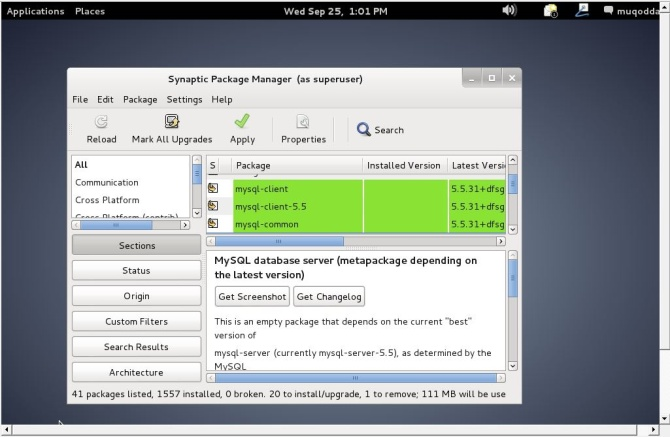 Applications Places Wed Sep 25, 1:01 PM muqodda
Synaptic Package Manager (as superuser)
File Edit Package Settings Help
Reload Mark All Upgrades Apply Properties Search
All
Communication
Cross Platform
Cross Platform (contrib)
S Package Installed Version Latest Versi
mysql-client 5.5.31+dfsg
mysql-client-5.5 5.5.31+dfsg
mysql-common 5.5.31+dfsg
Sections
Status
Origin
Custom Filters
Search Results
Architecture
MySQL database server (metapackage depending on
the latest version)
Get Screenshot Get Changelog
This is an empty package that depends on the current "best"
version of
mysql-server (currently mysql-server-5.5), as determined by the
MySQL
41 packages listed, 1557 installed, 0 broken. 20 to install/upgrade, 1 to remove; 111 MB will be use